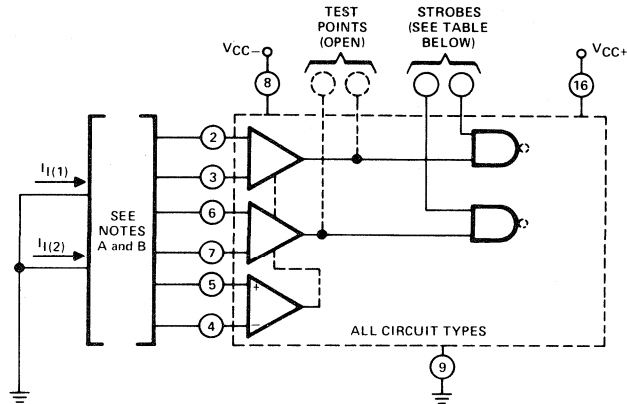 TEST
POINTS
(OPEN)
STROBES
(SEE TABLE
BELOW)
VCC−
VCC+
8
16
2
3
6
7
5
4
II(1)
II(2)
SEE
NOTES
A and B
+
−
ALL CIRCUIT TYPES
9